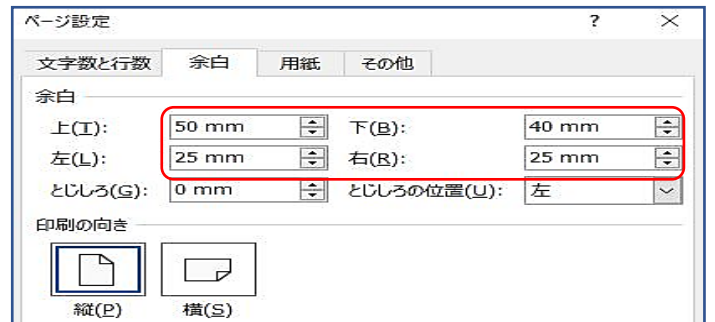 ページ設定 ? ×
文字数と行数 余白 用紙 その他
余白
上(T): 50 mm 下(B): 40 mm
左(L): 25 mm 右(R): 25 mm
とじしろ(G): 0 mm とじしろの位置(U): 左
印刷の向き
縦(P) 横(S)